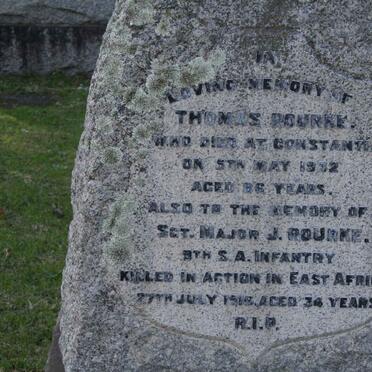 IN
LOVING MEMORY OF
THOMAS ROURKE.
WHO DIED AT CONSTANTI
ON 5TH MAY 1932
AGED 86 YEARS.
ALSO TO THE MEMORY OF
SGT. MAJOR J. ROURKE.
9TH S.A. INFANTRY
KILLED IN ACTION IN EAST AFRI
27TH JULY 1916, AGED 34 YEARS
R.I.P.